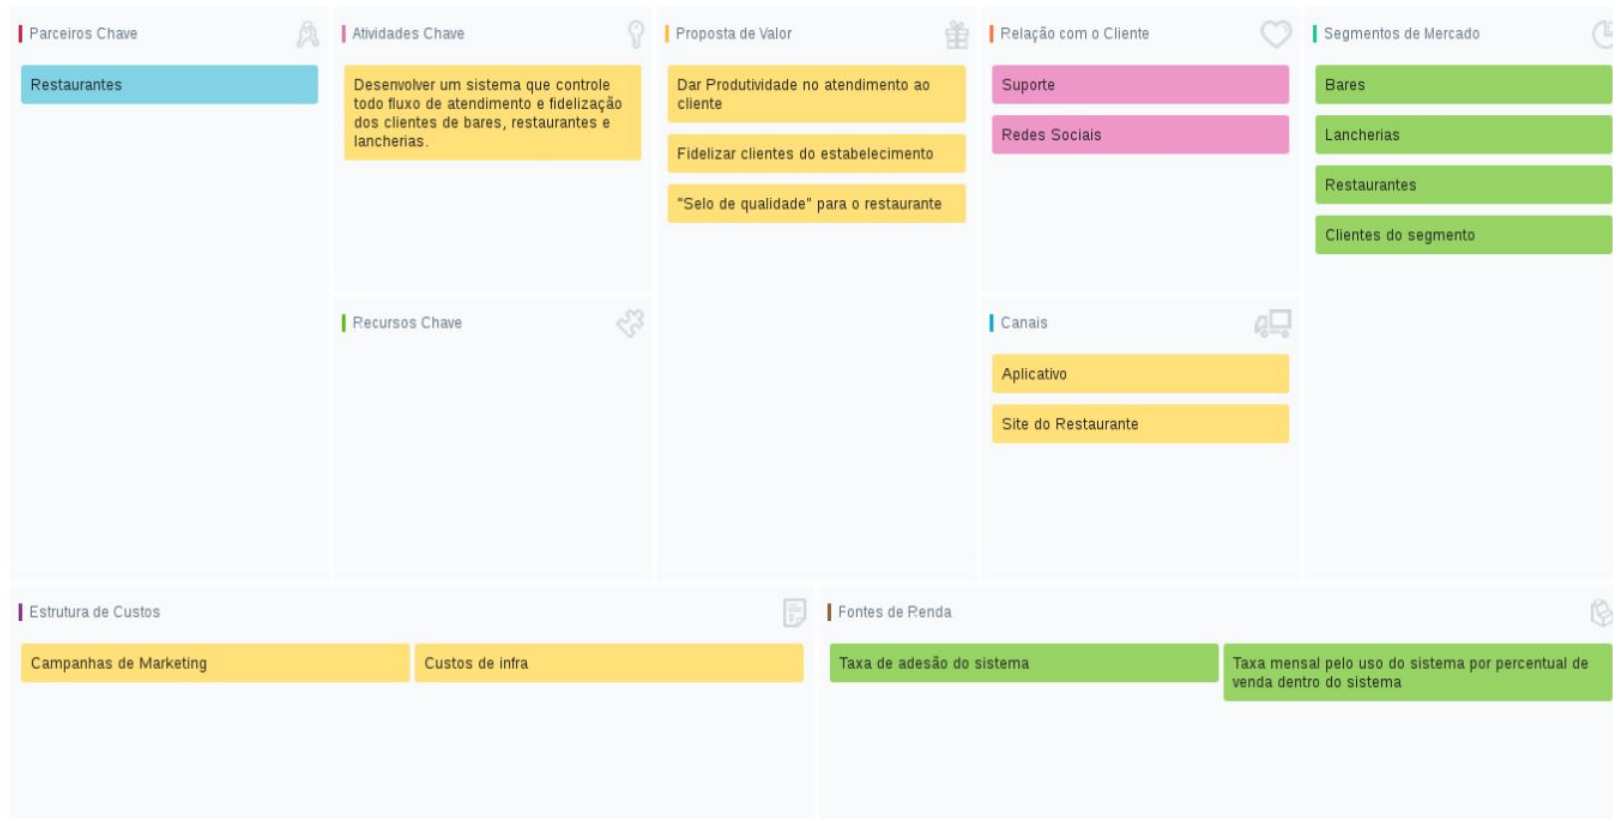 Parceiros Chave
Restaurantes
Atividades Chave
Desenvolver um sistema que controle
todo fluxo de atendimento e fidelização
dos clientes de bares, restaurantes e
lancherias.
Recursos Chave
Proposta de Valor
Dar Produtividade no atendimento ao
cliente
Fidelizar clientes do estabelecimento
"Selo de qualidade" para o restaurante
Relação com o Cliente
Suporte
Redes Sociais
Canais
Aplicativo
Site do Restaurante
Segmentos de Mercado
Bares
Lancherias
Restaurantes
Clientes do segmento
Estrutura de Custos
Campanhas de Marketing
Custos de infra
Fontes de Renda
Taxa de adesão do sistema
Taxa mensal pelo uso do sistema por percentual de
venda dentro do sistema